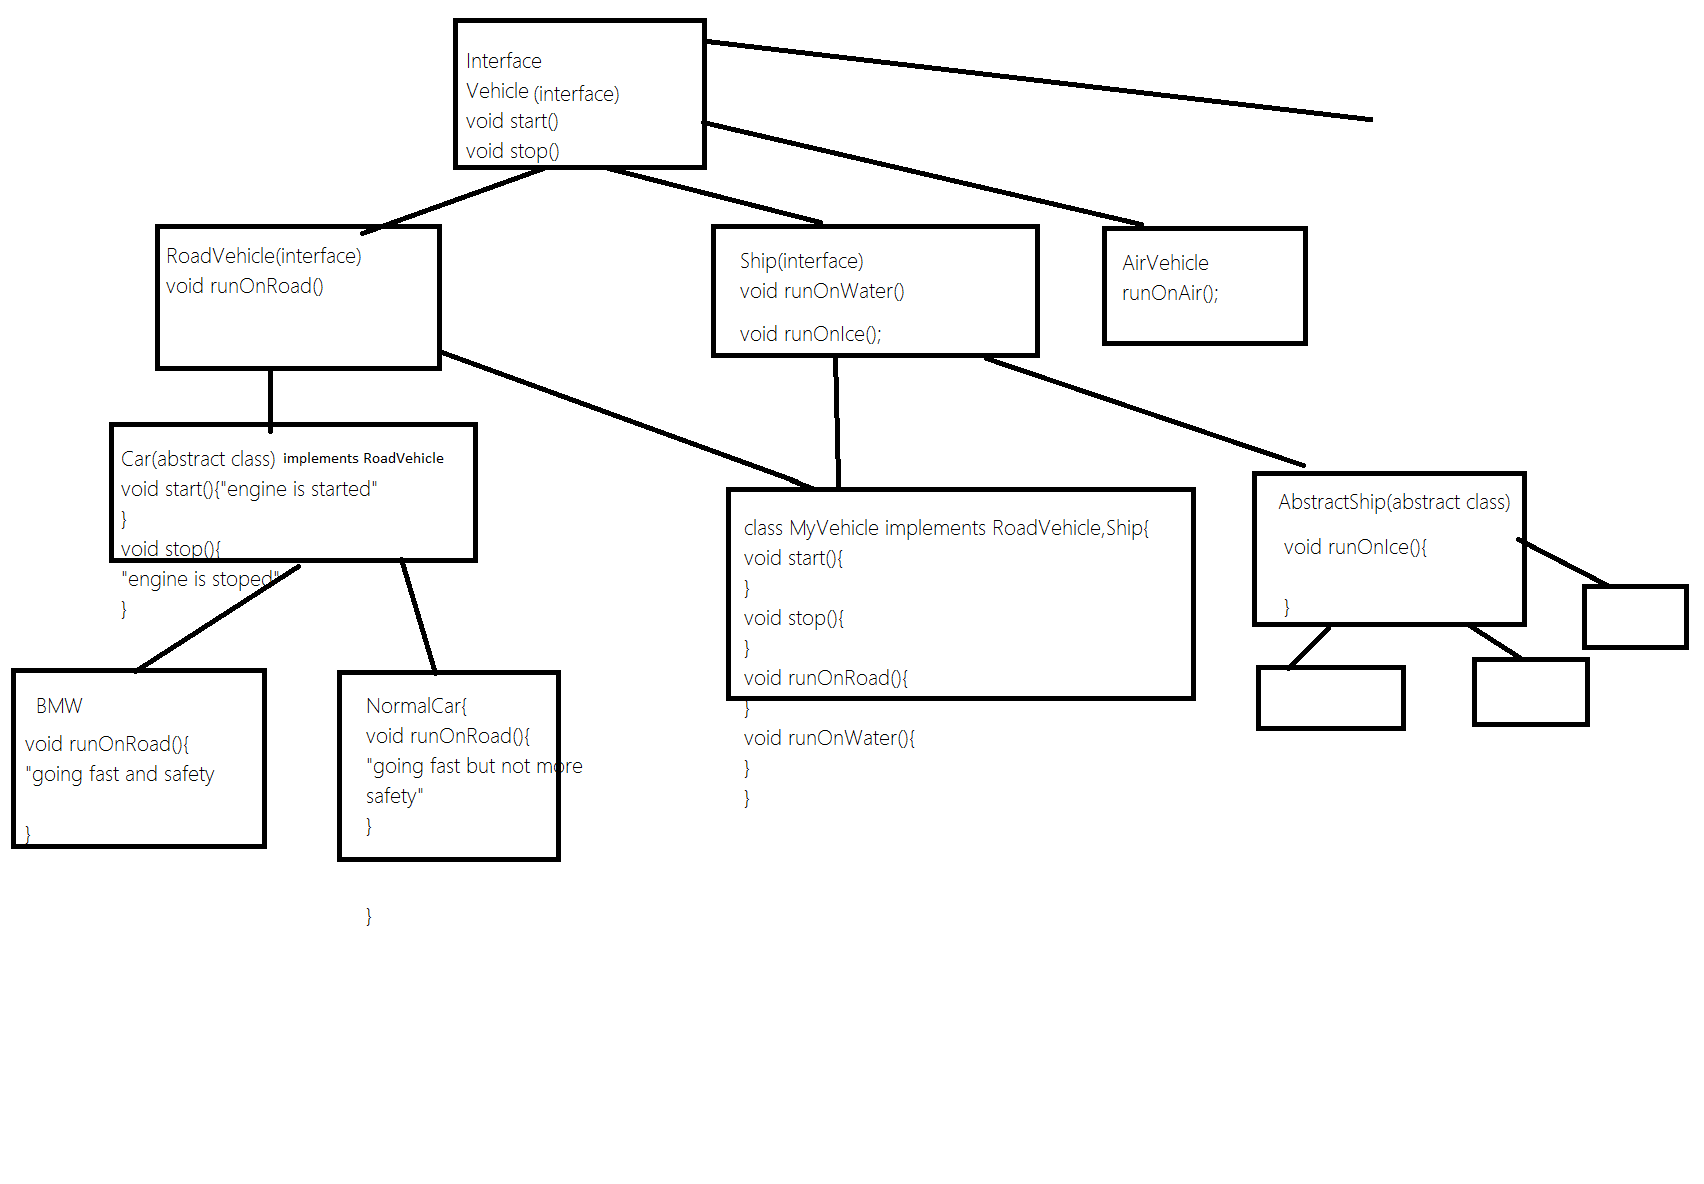 Interface
Vehicle (interface)
void start()
void stop()
RoadVehicle(interface)
void runOnRoad()
Ship(interface)
void runOnWater()
void runOnIce();
AirVehicle
runOnAir();
Car(abstract class) implements RoadVehicle
void start(){"engine is started"
}
void stop(){
"engine is stoped"
}
class MyVehicle implements RoadVehicle,Ship{
void start(){
}
void stop(){
}
void runOnRoad(){
}
void runOnWater(){
}
}
AbstractShip(abstract class)
void runOnIce(){
}
BMW
void runOnRoad(){
"going fast and safety
}
NormalCar{
void runOnRoad(){
"going fast but not more
safety"
}
}